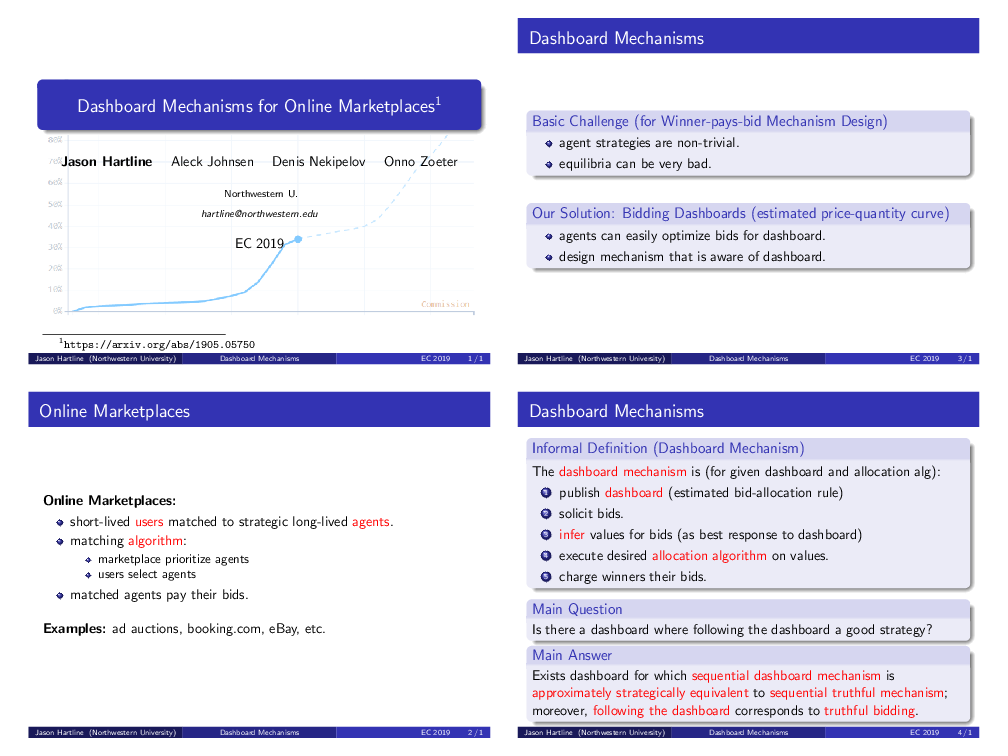 Dashboard Mechanisms for Online Marketplaces¹
80%
70%
Jason Hartline Aleck Johnsen Denis Nekipelov Onno Zoeter
60%
Northwestern U.
50%
hartline@northwestern.edu
40%
EC 2019
30%
20%
10%
Commission
0%
¹https://arxiv.org/abs/1905.05750
Jason Hartline (Northwestern University) Dashboard Mechanisms EC 2019 1 / 1
Online Marketplaces
Online Marketplaces:
short-lived users matched to strategic long-lived agents.
matching algorithm:
marketplace prioritize agents
users select agents
matched agents pay their bids.
Examples: ad auctions, booking.com, eBay, etc.
Jason Hartline (Northwestern University) Dashboard Mechanisms EC 2019 2 / 1
Dashboard Mechanisms
Basic Challenge (for Winner-pays-bid Mechanism Design)
agent strategies are non-trivial.
equilibria can be very bad.
Our Solution: Bidding Dashboards (estimated price-quantity curve)
agents can easily optimize bids for dashboard.
design mechanism that is aware of dashboard.
Jason Hartline (Northwestern University) Dashboard Mechanisms EC 2019 3 / 1
Dashboard Mechanisms
Informal Definition (Dashboard Mechanism)
The dashboard mechanism is (for given dashboard and allocation alg):
1 publish dashboard (estimated bid-allocation rule)
2 solicit bids.
3 infer values for bids (as best response to dashboard)
4 execute desired allocation algorithm on values.
5 charge winners their bids.
Main Question
Is there a dashboard where following the dashboard a good strategy?
Main Answer
Exists dashboard for which sequential dashboard mechanism is
approximately strategically equivalent to sequential truthful mechanism;
moreover, following the dashboard corresponds to truthful bidding.
Jason Hartline (Northwestern University) Dashboard Mechanisms EC 2019 4 / 1